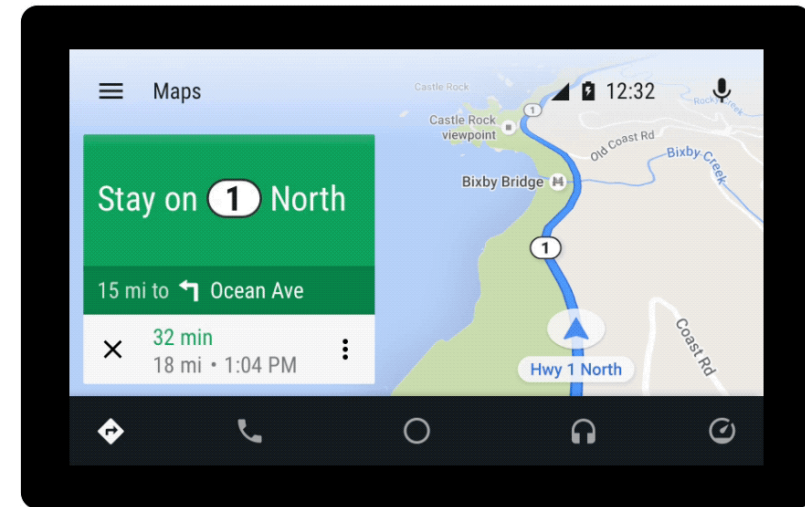 Maps
12:32
Stay on 1 North
15 mi to Ocean Ave
32 min
18 mi • 1:04 PM
Castle Rock
1
Castle Rock
viewpoint
Rocky Creek
Old Coast Rd
Bixby Creek
Bixby Bridge
1
Coast Rd
Hwy 1 North